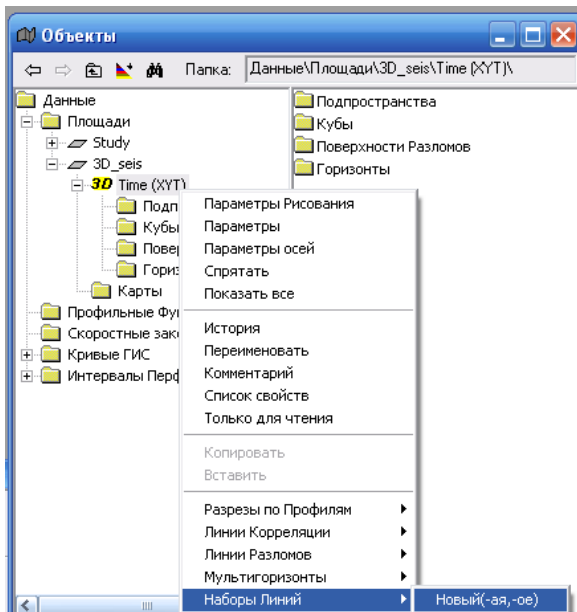 Объекты
Папка: Данные\Площади\3D_seis\Time (XYT)\
Данные
Площади
Study
3D_seis
3D Time (XYT)
Подп
Кубы
Повер
Гориз
Карты
Профильные Фу
Скоростные зак
Кривые ГИС
Интервалы Перф
Подпространства
Кубы
Поверхности Разломов
Горизонты
Параметры Рисования
Параметры
Параметры осей
Спрятать
Показать все
История
Переименовать
Комментарий
Список свойств
Только для чтения
Копировать
Вставить
Разрезы по Профилям
Линии Корреляции
Линии Разломов
Мультигоризонты
Наборы Линий
Новый(-ая,-ое)